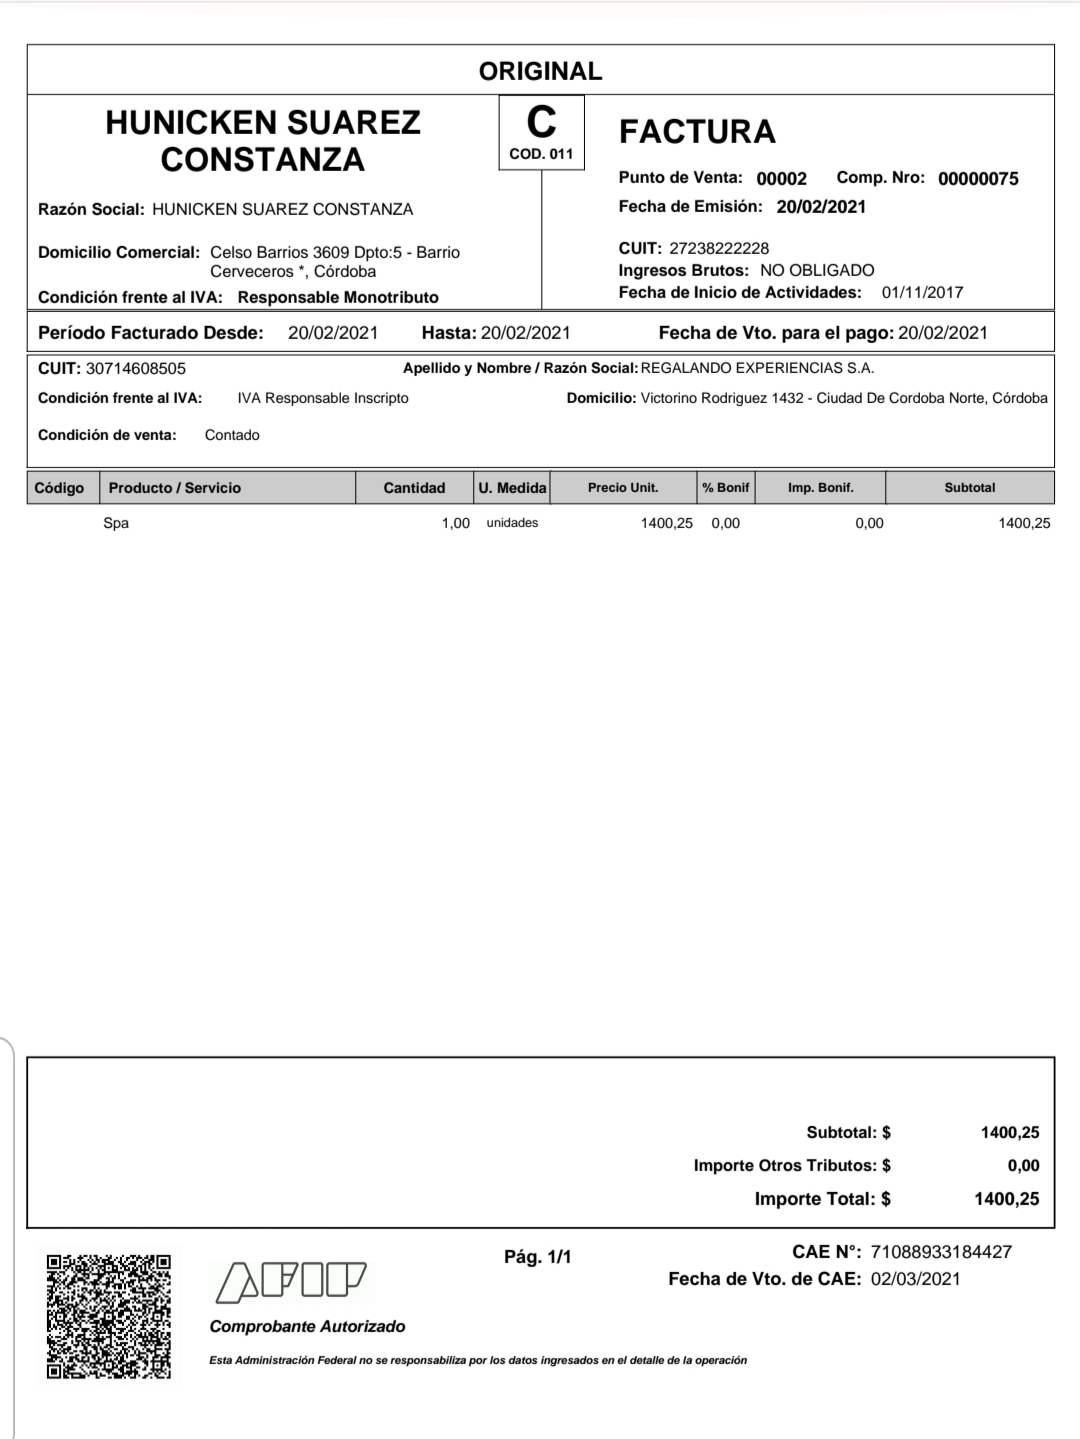 ORIGINAL
HUNICKEN SUAREZ
CONSTANZA
C
COD. 011
FACTURA
Punto de Venta: 00002 Comp. Nro: 00000075
Fecha de Emisión: 20/02/2021
Razón Social: HUNICKEN SUAREZ CONSTANZA
Domicilio Comercial: Celso Barrios 3609 Dpto:5 - Barrio
Cerveceros *, Córdoba
Condición frente al IVA: Responsable Monotributo
CUIT: 27238222228
Ingresos Brutos: NO OBLIGADO
Fecha de Inicio de Actividades: 01/11/2017
Período Facturado Desde: 20/02/2021 Hasta: 20/02/2021 Fecha de Vto. para el pago: 20/02/2021
CUIT: 30714608505 Apellido y Nombre / Razón Social: REGALANDO EXPERIENCIAS S.A.
Condición frente al IVA: IVA Responsable Inscripto Domicilio: Victorino Rodriguez 1432 - Ciudad De Cordoba Norte, Córdoba
Condición de venta: Contado
Código Producto / Servicio Cantidad U. Medida Precio Unit. % Bonif Imp. Bonif. Subtotal
Spa 1,00 unidades 1400,25 0,00 0,00 1400,25
Subtotal: $ 1400,25
Importe Otros Tributos: $ 0,00
Importe Total: $ 1400,25
AFIP
Comprobante Autorizado
Esta Administración Federal no se responsabiliza por los datos ingresados en el detalle de la operación
Pág. 1/1
CAE N°: 71088933184427
Fecha de Vto. de CAE: 02/03/2021